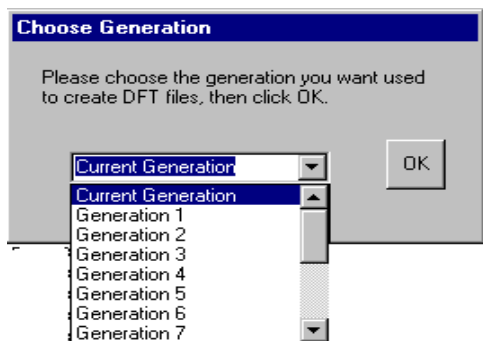 Choose Generation
Please choose the generation you want used
to create DFT files, then click OK.
Current Generation
OK
Current Generation
Generation 1
Generation 2
Generation 3
Generation 4
Generation 5
Generation 6
Generation 7